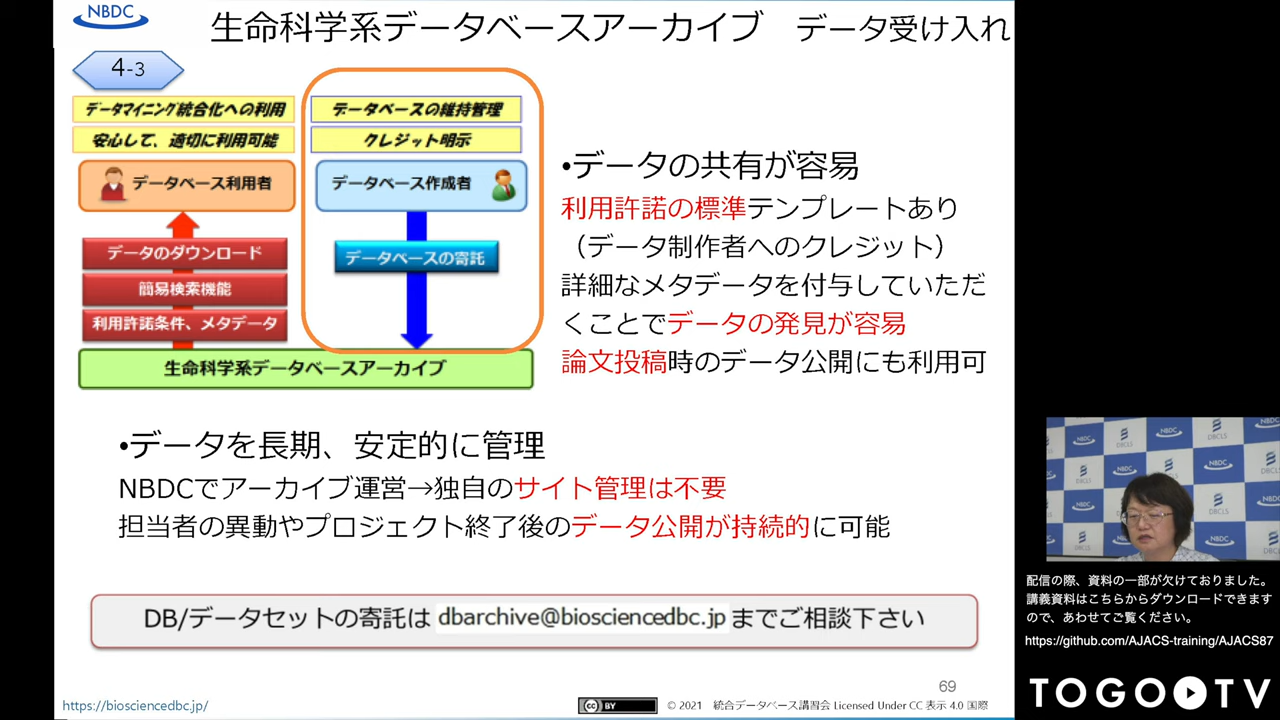 NBDC
生命科学系データベースアーカイブ　データ受け入れ
4-3
データマイニング統合化への利用
安心して、適切に利用可能
データベース利用者
データのダウンロード
簡易検索機能
利用許諾条件、メタデータ
データベースの維持管理
クレジット明示
データベース作成者
データベースの寄託
生命科学系データベースアーカイブ
•データの共有が容易
利用許諾の標準テンプレートあり
（データ制作者へのクレジット）
詳細なメタデータを付与していただ
くことでデータの発見が容易
論文投稿時のデータ公開にも利用可
•データを長期、安定的に管理
NBDCでアーカイブ運営→独自のサイト管理は不要
担当者の異動やプロジェクト終了後のデータ公開が持続的に可能
DB/データセットの寄託は dbarchive@biosciencedbc.jp までご相談下さい
69
https://biosciencedbc.jp/
cc BY
© 2021　統合データベース講習会 Licensed Under CC 表示 4.0 国際
NBDC
DBCLS
配信の際、資料の一部が欠けておりました。
講義資料はこちらからダウンロードできます
ので、あわせてご覧ください。
https://github.com/AJACS-training/AJACS87
TOGO TV